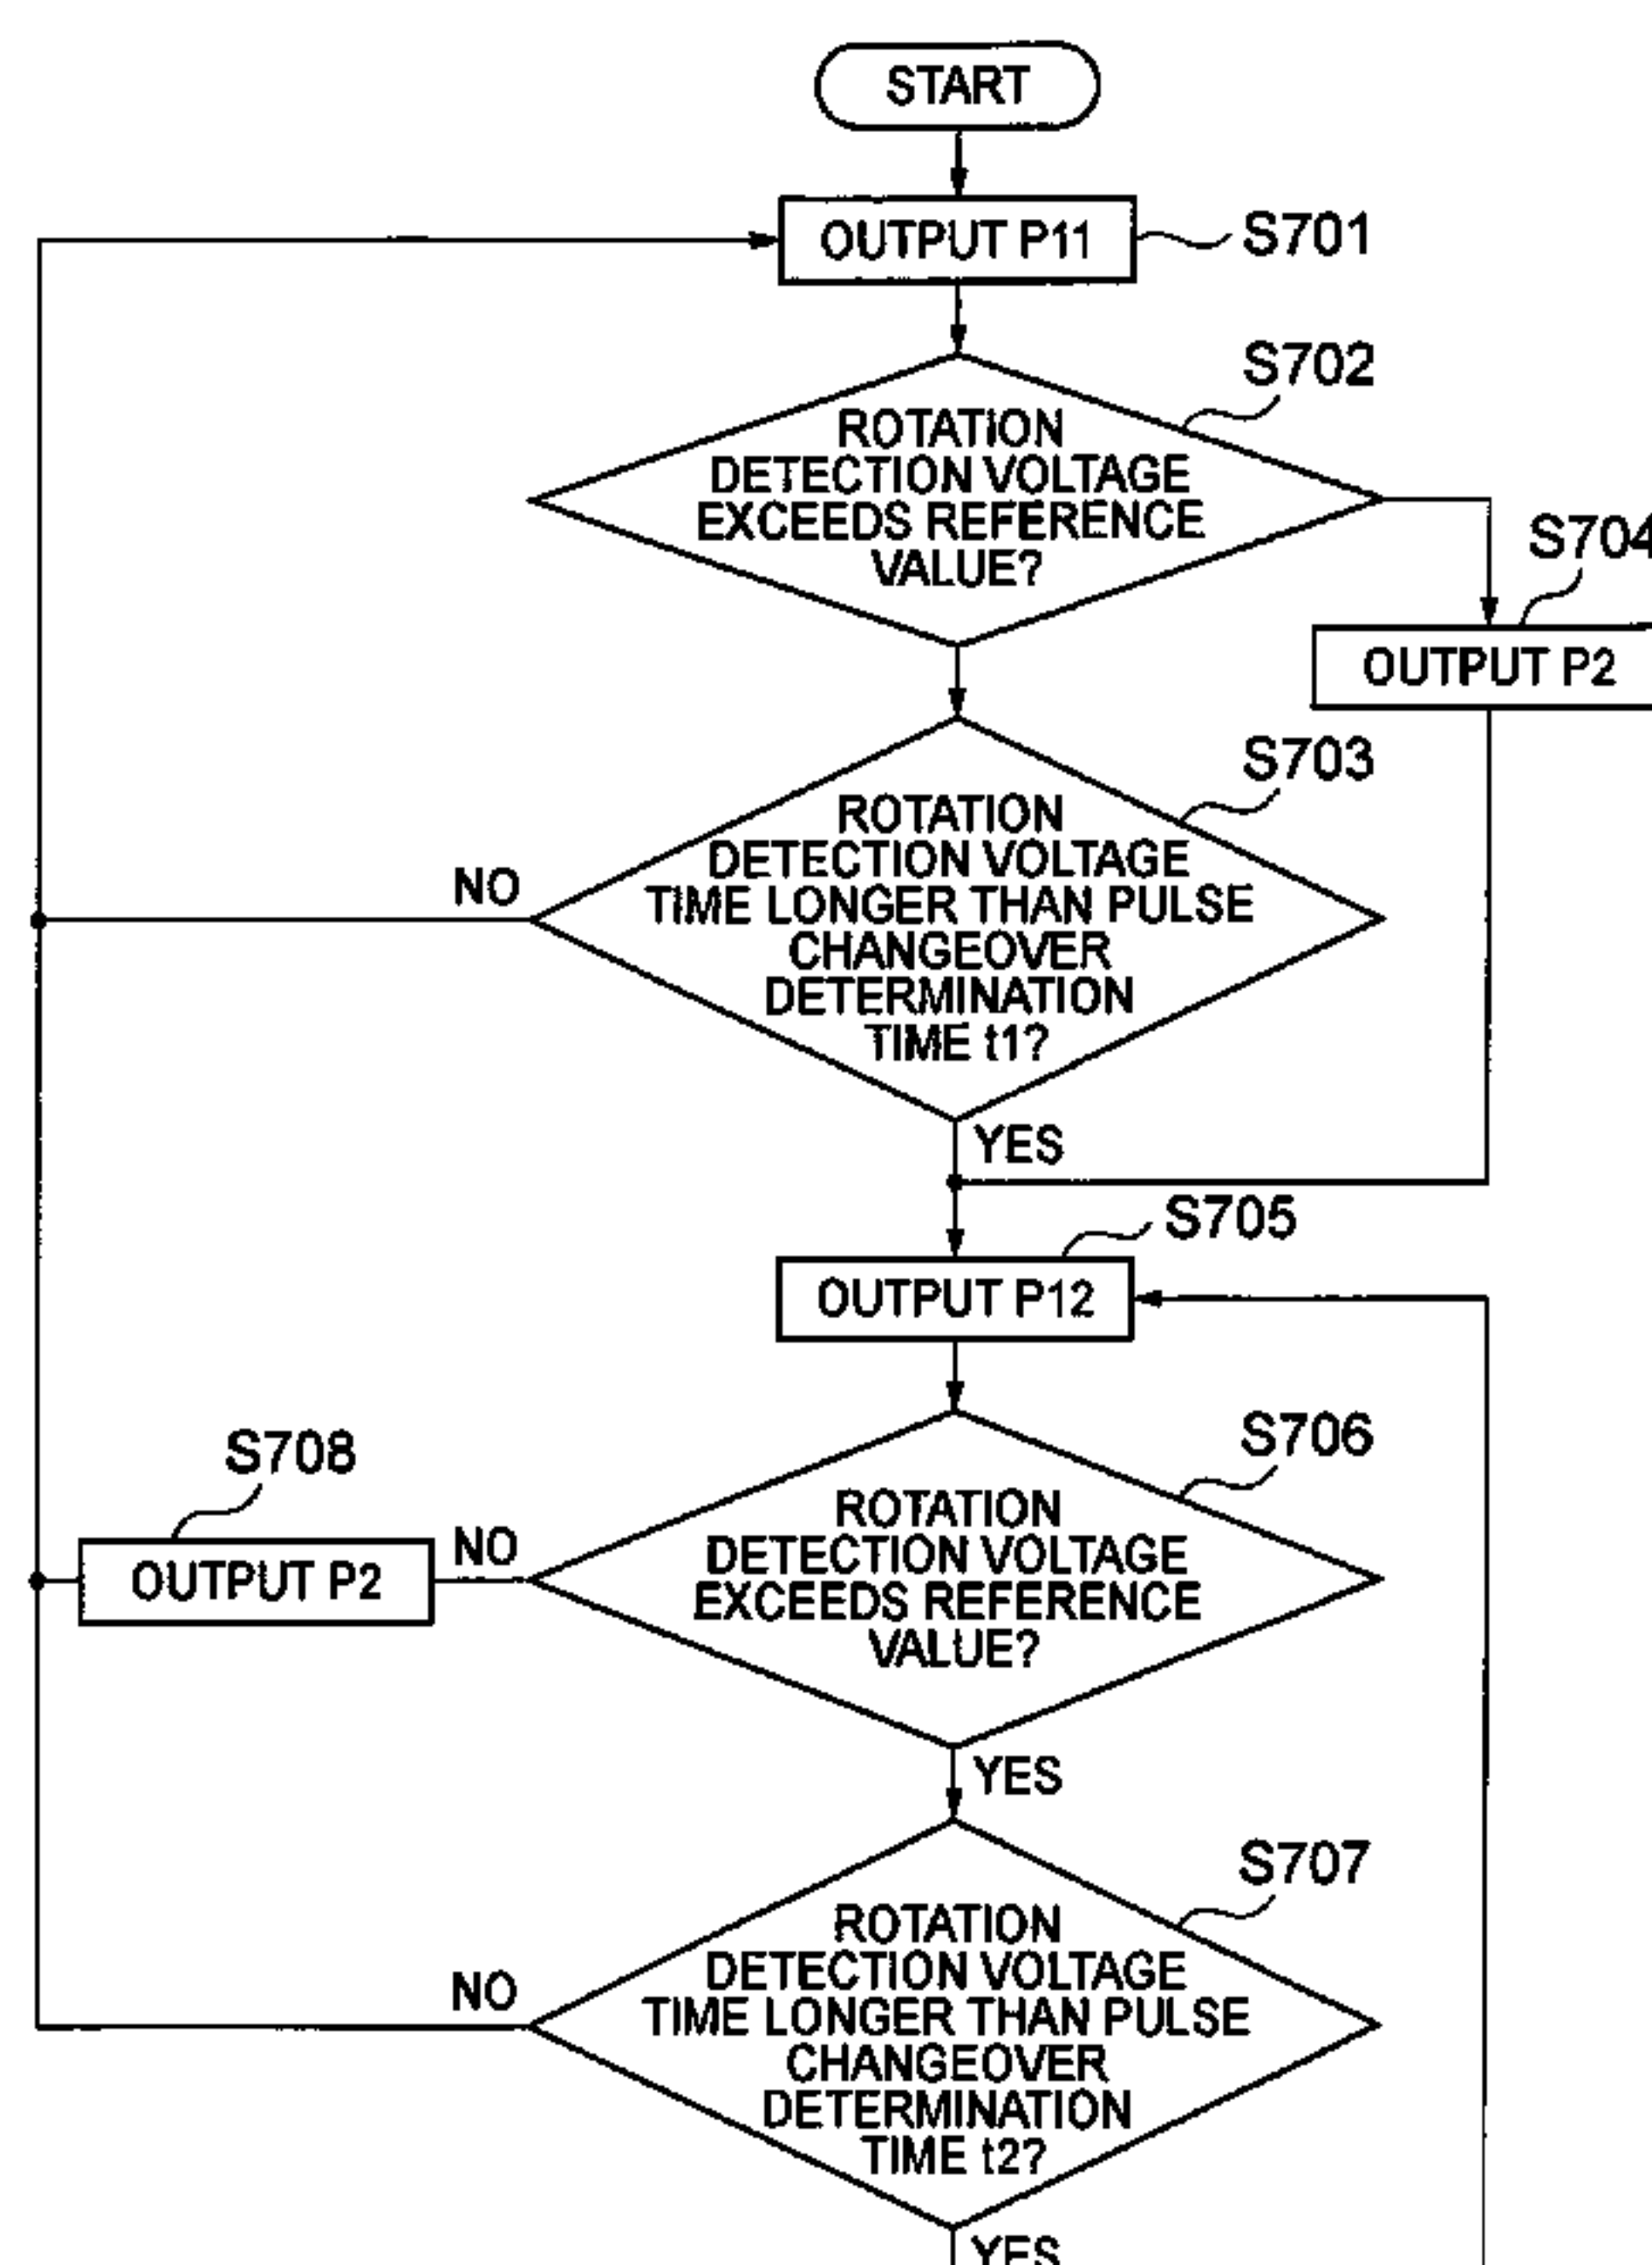 START
OUTPUT P11
S701
S702
ROTATION
DETECTION VOLTAGE
EXCEEDS REFERENCE
VALUE?
S704
OUTPUT P2
S703
ROTATION
DETECTION VOLTAGE
TIME LONGER THAN PULSE
CHANGEOVER
DETERMINATION
TIME t1?
NO
YES
S705
OUTPUT P12
S706
ROTATION
DETECTION VOLTAGE
EXCEEDS REFERENCE
VALUE?
S708
OUTPUT P2
NO
YES
S707
ROTATION
DETECTION VOLTAGE
TIME LONGER THAN PULSE
CHANGEOVER
DETERMINATION
TIME t2?
NO
YES